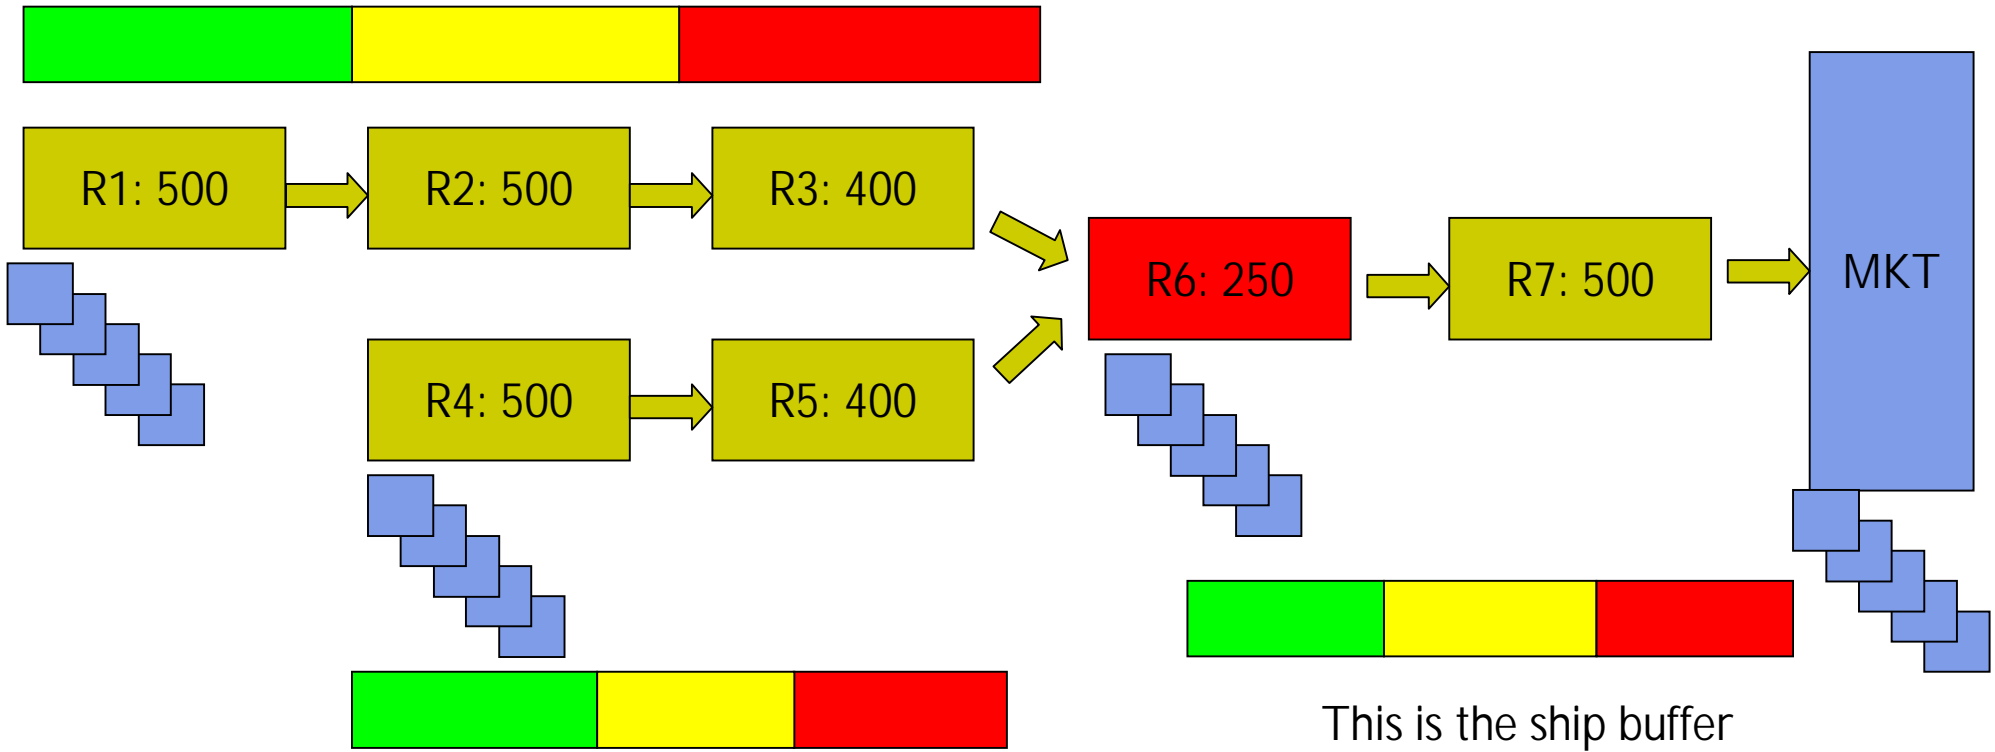 R1: 500
R2: 500
R3: 400
R6: 250
R7: 500
MKT
R4: 500
R5: 400
This is the ship buffer